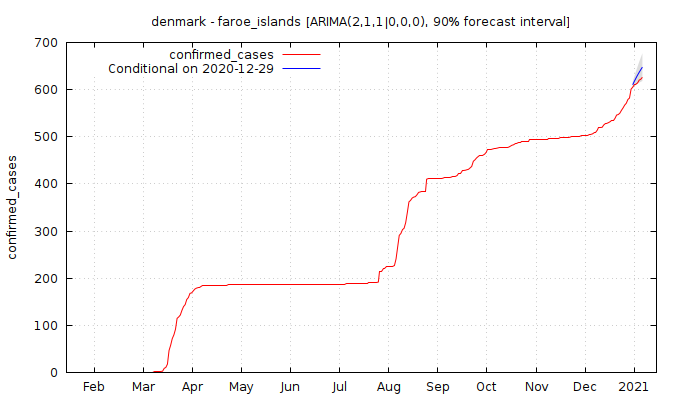 denmark - faroe_islands [ARIMA(2,1,1|0,0,0), 90% forecast interval]
confirmed_cases
Conditional on 2020-12-29
confirmed_cases
700
600
500
400
300
200
100
0
Feb Mar Apr May Jun Jul Aug Sep Oct Nov Dec 2021